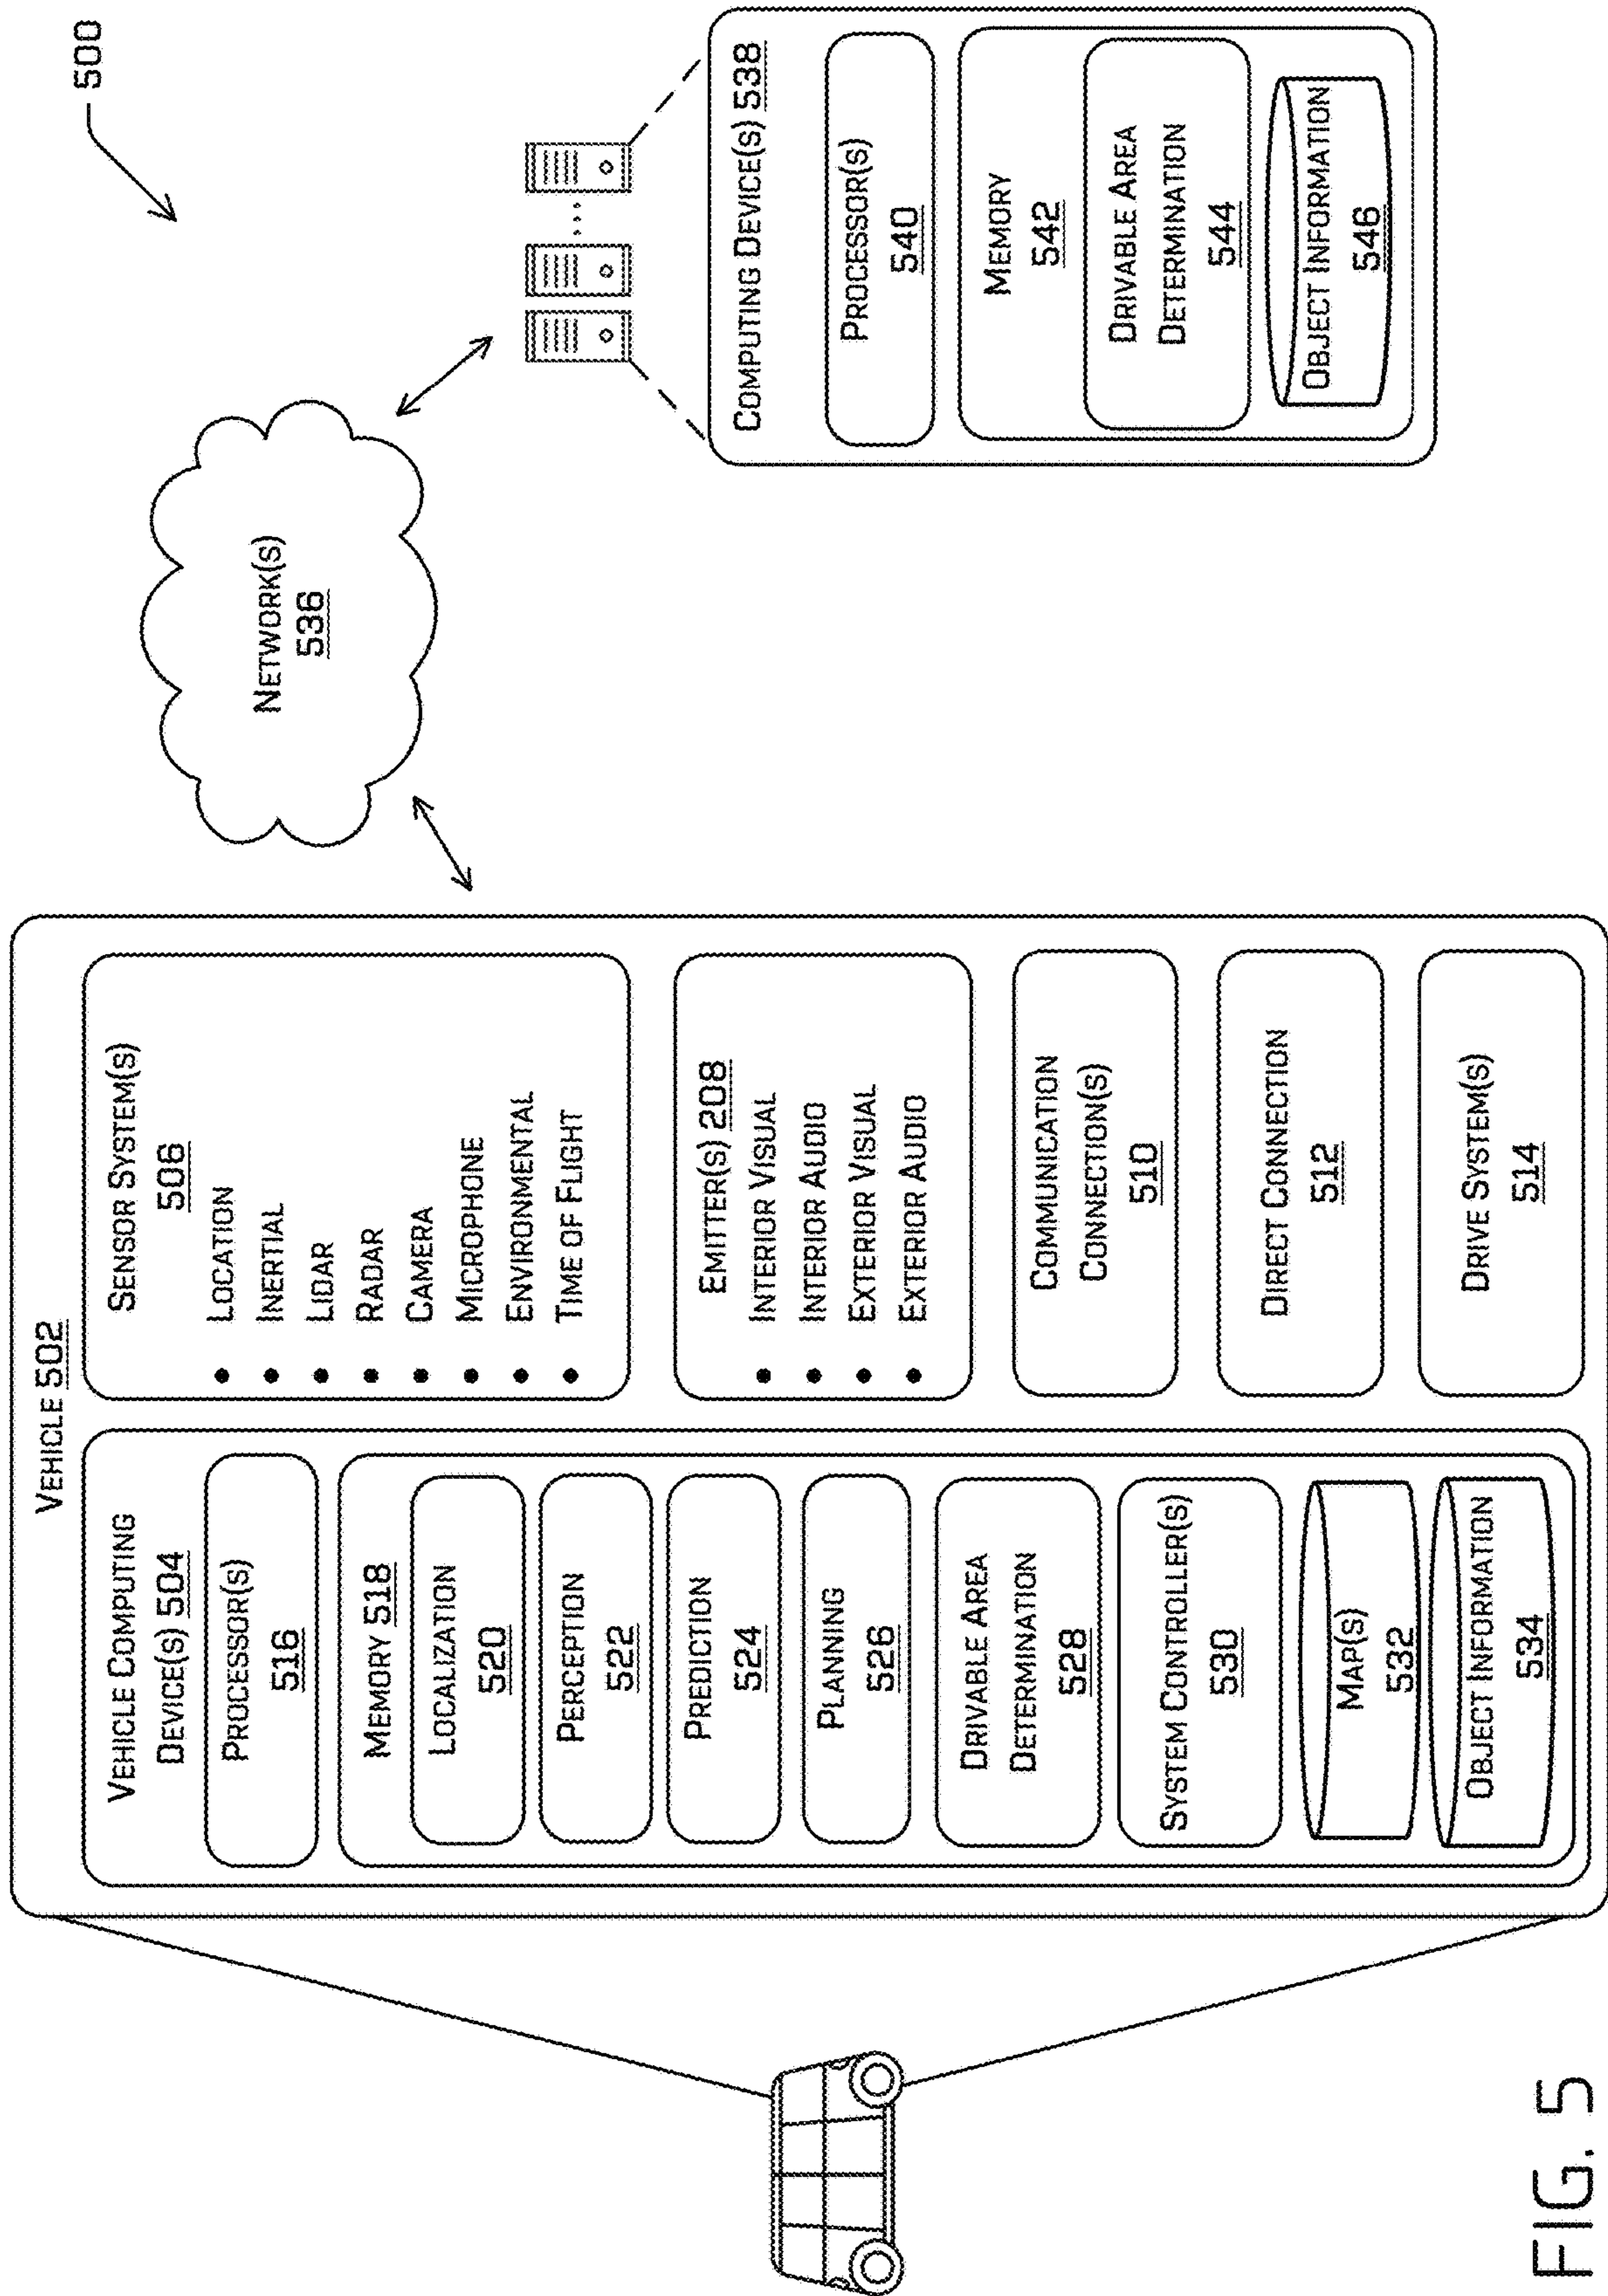 500
VEHICLE 502
VEHICLE COMPUTING
DEVICE(S) 504
PROCESSOR(S)
516
MEMORY 518
LOCALIZATION
520
PERCEPTION
522
PREDICTION
524
PLANNING
526
DRIVABLE AREA
DETERMINATION
528
SYSTEM CONTROLLER(S)
530
MAP(S)
532
OBJECT INFORMATION
534
SENSOR SYSTEM(S)
506
• LOCATION
• INERTIAL
• LIDAR
• RADAR
• CAMERA
• MICROPHONE
• ENVIRONMENTAL
• TIME OF FLIGHT
EMITTER(S) 208
• INTERIOR VISUAL
• INTERIOR AUDIO
• EXTERIOR VISUAL
• EXTERIOR AUDIO
COMMUNICATION
CONNECTION(S)
510
DIRECT CONNECTION
512
DRIVE SYSTEM(S)
514
NETWORK(S)
536
COMPUTING DEVICE(S) 538
PROCESSOR(S)
540
MEMORY
542
DRIVABLE AREA
DETERMINATION
544
OBJECT INFORMATION
546
FIG. 5